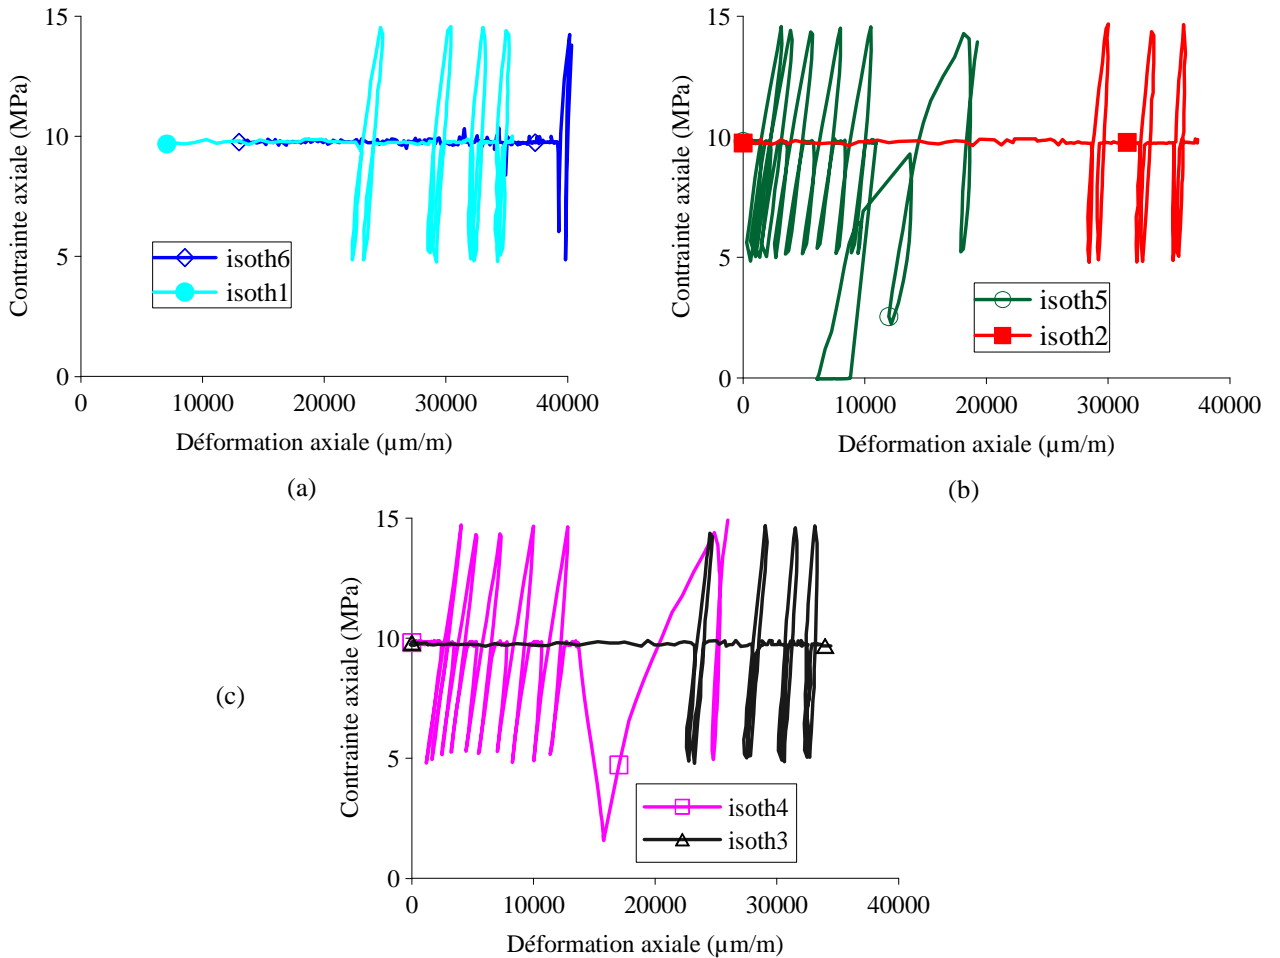 15
10
5
0
0 10000 20000 30000 40000
Contrainte axiale (MPa)
Déformation axiale (µm/m)
isoth6
isoth1
(a)
15
10
5
0
0 10000 20000 30000 40000
Contrainte axiale (MPa)
Déformation axiale (µm/m)
isoth5
isoth2
(b)
15
10
5
0
0 10000 20000 30000 40000
Contrainte axiale (MPa)
Déformation axiale (µm/m)
isoth4
isoth3
(c)